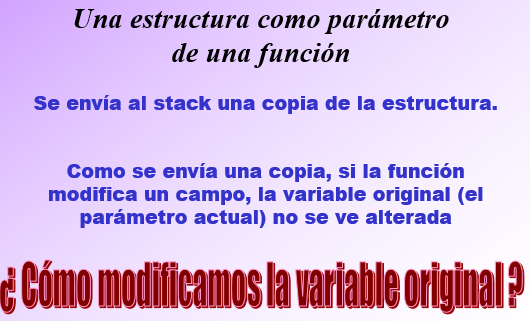 Una estructura como parámetro
de una función
Se envía al stack una copia de la estructura.
Como se envía una copia, si la función
modifica un campo, la variable original (el
parámetro actual) no se ve alterada
¿ Cómo modificamos la variable original ?